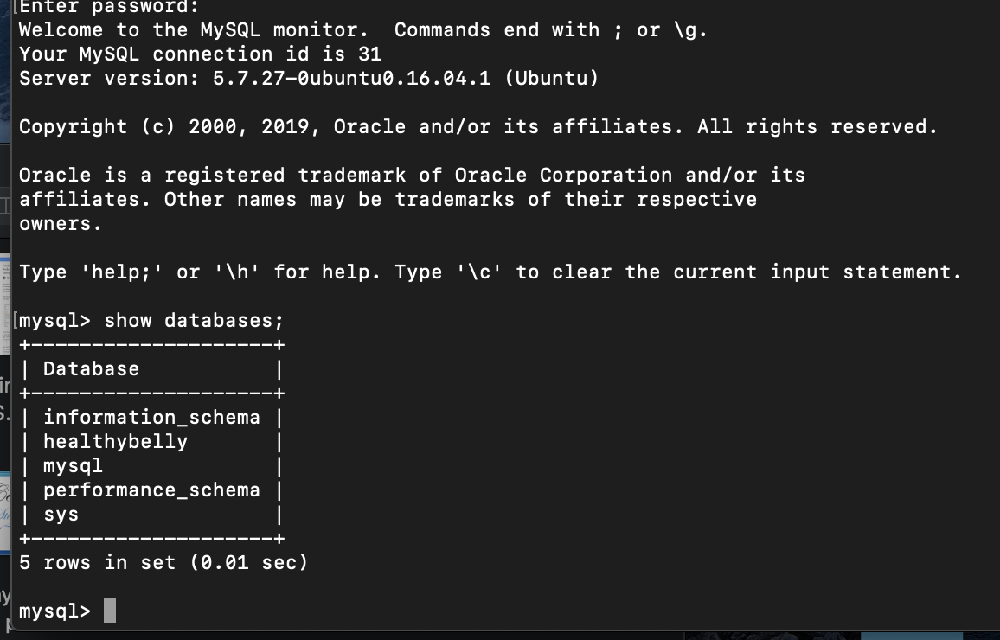 Enter password:
Welcome to the MySQL monitor.  Commands end with ; or \g.
Your MySQL connection id is 31
Server version: 5.7.27-0ubuntu0.16.04.1 (Ubuntu)
Copyright (c) 2000, 2019, Oracle and/or its affiliates. All rights reserved.
Oracle is a registered trademark of Oracle Corporation and/or its
affiliates. Other names may be trademarks of their respective
owners.
Type 'help;' or '\h' for help. Type '\c' to clear the current input statement.
mysql> show databases;
+--------------------+
| Database           |
+--------------------+
| information_schema |
| healthybelly       |
| mysql              |
| performance_schema |
| sys                |
+--------------------+
5 rows in set (0.01 sec)
mysql>